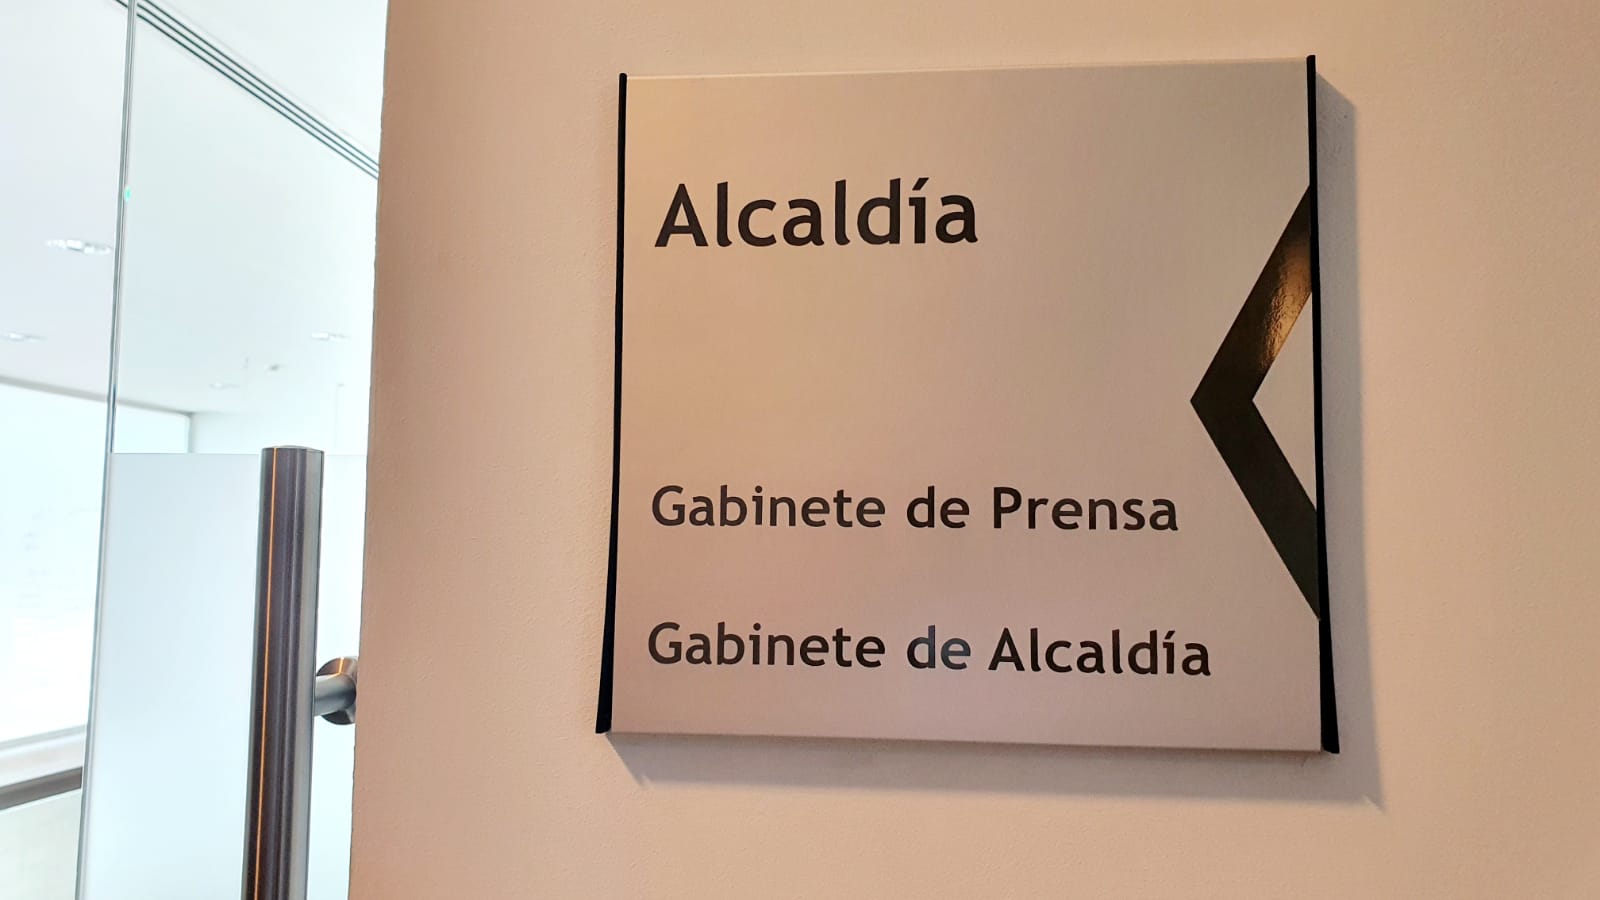 Alcaldía
Gabinete de Prensa
Gabinete de Alcaldía